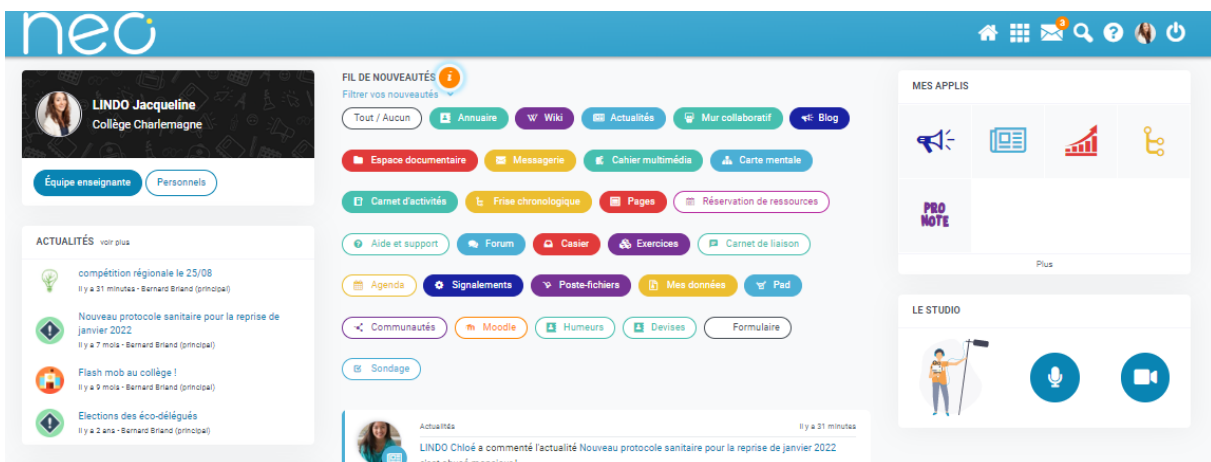 neo
3
LINDO Jacqueline
Collège Charlemagne
Équipe enseignante
Personnels
ACTUALITÉS voir plus
compétition régionale le 25/08
Il y a 31 minutes - Bernard Briand (principal)
Nouveau protocole sanitaire pour la reprise de
janvier 2022
Il y a 7 mois - Bernard Briand (principal)
Flash mob au collège !
Il y a 9 mois - Bernard Briand (principal)
Elections des éco-délégués
Il y a 2 ans - Bernard Briand (principal)
FIL DE NOUVEAUTÉS i
Filtrer vos nouveautés
Tout / Aucun Annuaire W Wiki Actualités Mur collaboratif Blog
Espace documentaire Messagerie Cahier multimédia Carte mentale
Carnet d'activités Frise chronologique Pages Réservation de ressources
Aide et support Forum Casier Exercices Carnet de liaison
Agenda Signalements Poste-fichiers Mes données Pad
Communautés m Moodle Humeurs Devises Formulaire
Sondage
Actualités Il y a 31 minutes
LINDO Chloé a commenté l'actualité Nouveau protocole sanitaire pour la reprise de janvier 2022
MES APPLIS
PRO
NOTE
Plus
LE STUDIO